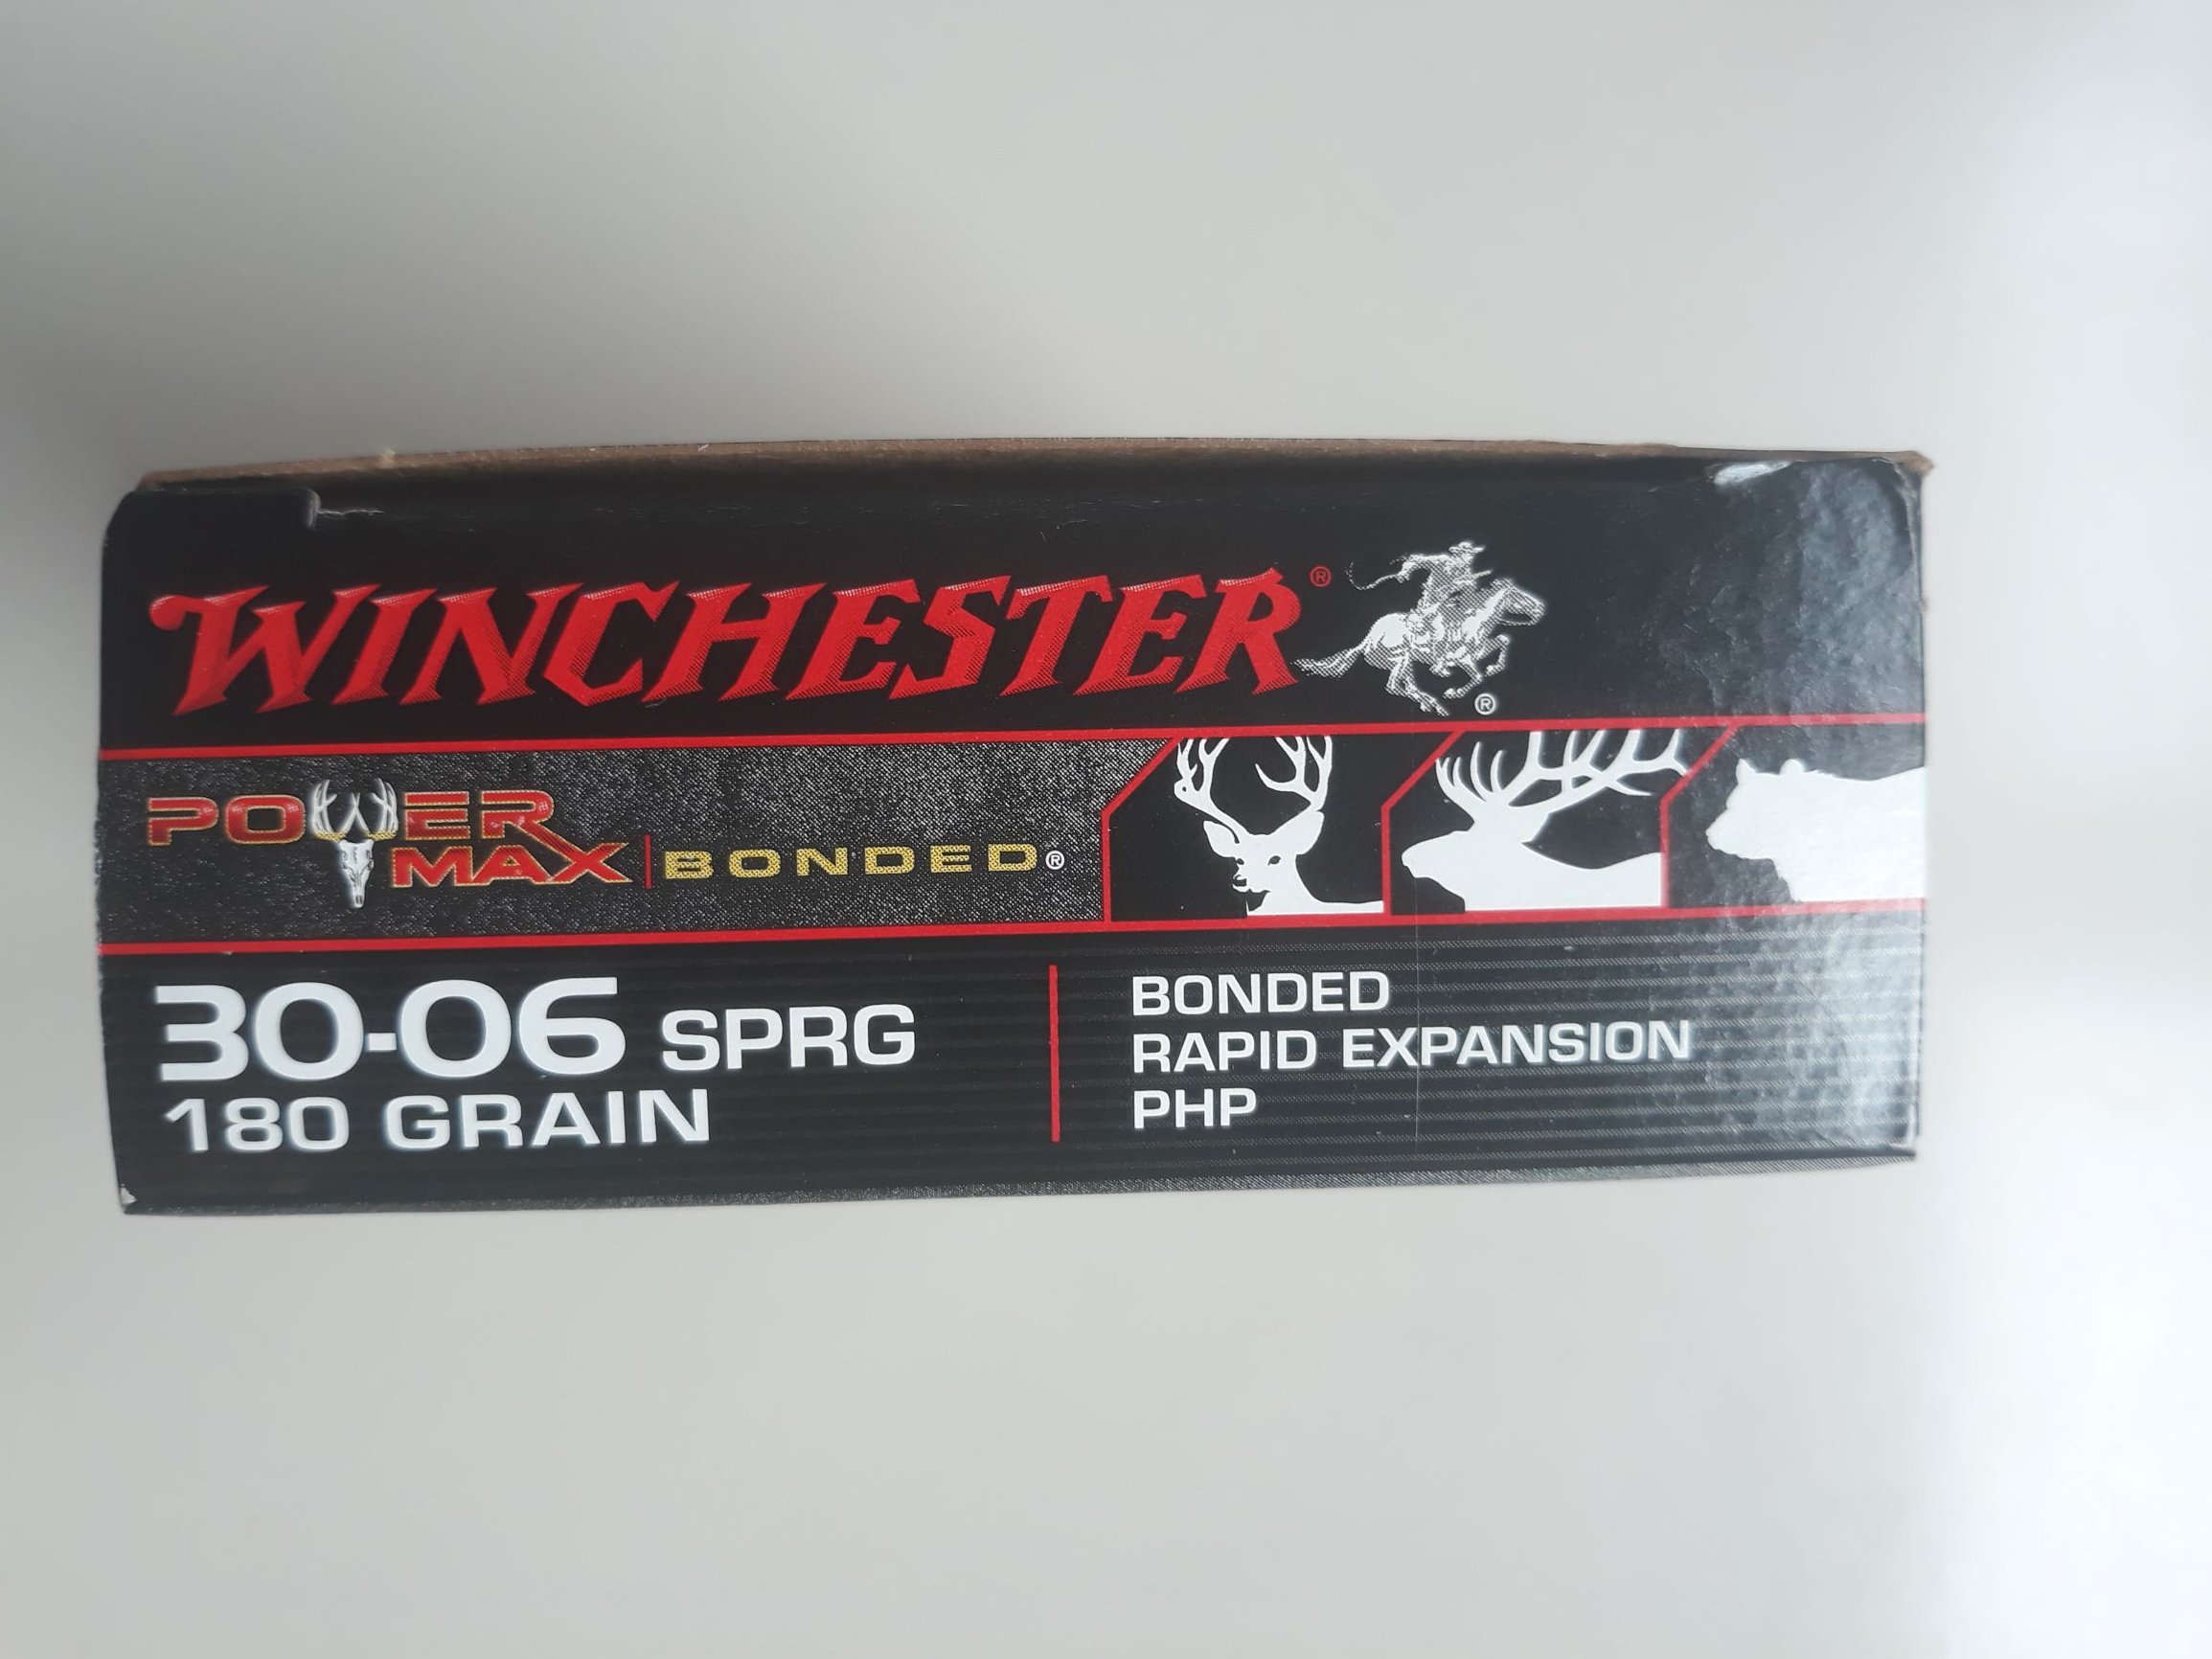 WINCHESTER®
®
POWER
MAX | BONDED®
30-06 SPRG
180 GRAIN
BONDED
RAPID EXPANSION
PHP